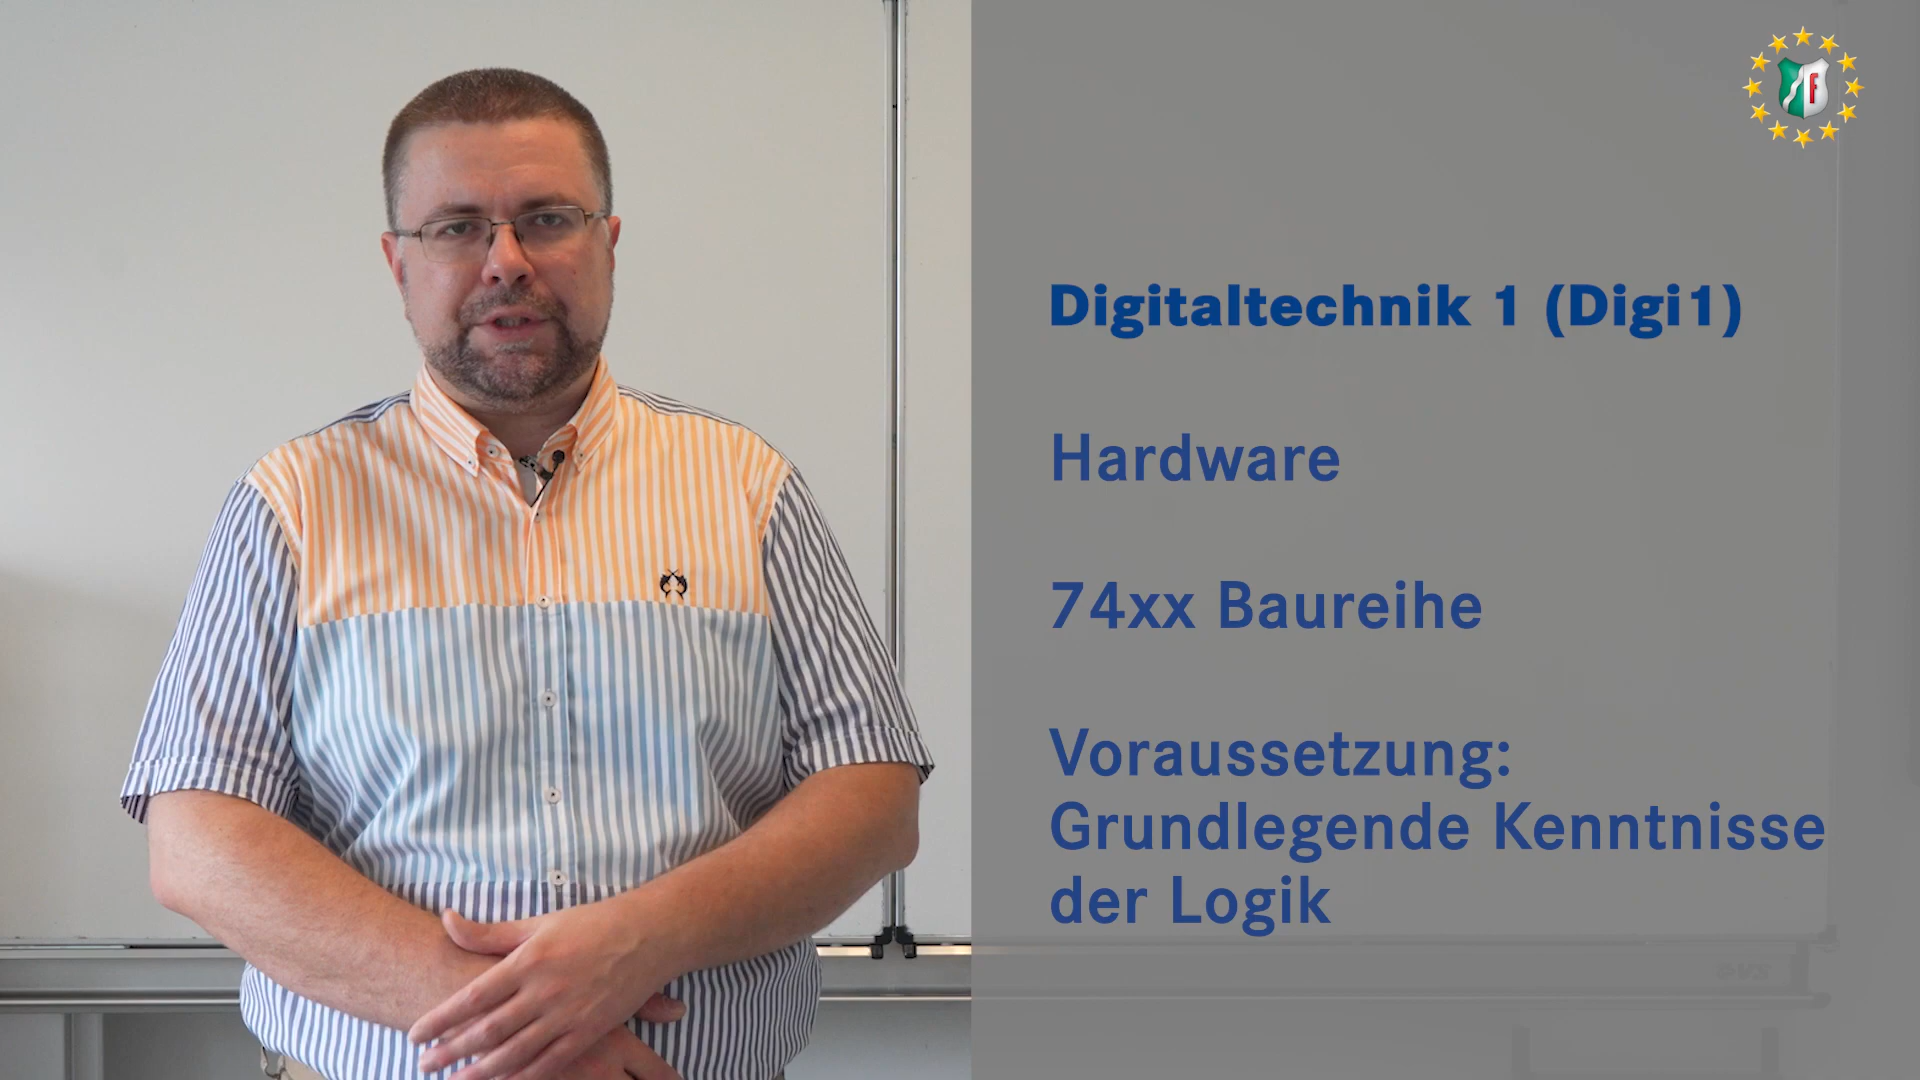 F
Digitaltechnik 1 (Digi1)
Hardware
74xx Baureihe
Voraussetzung:
Grundlegende Kenntnisse
der Logik